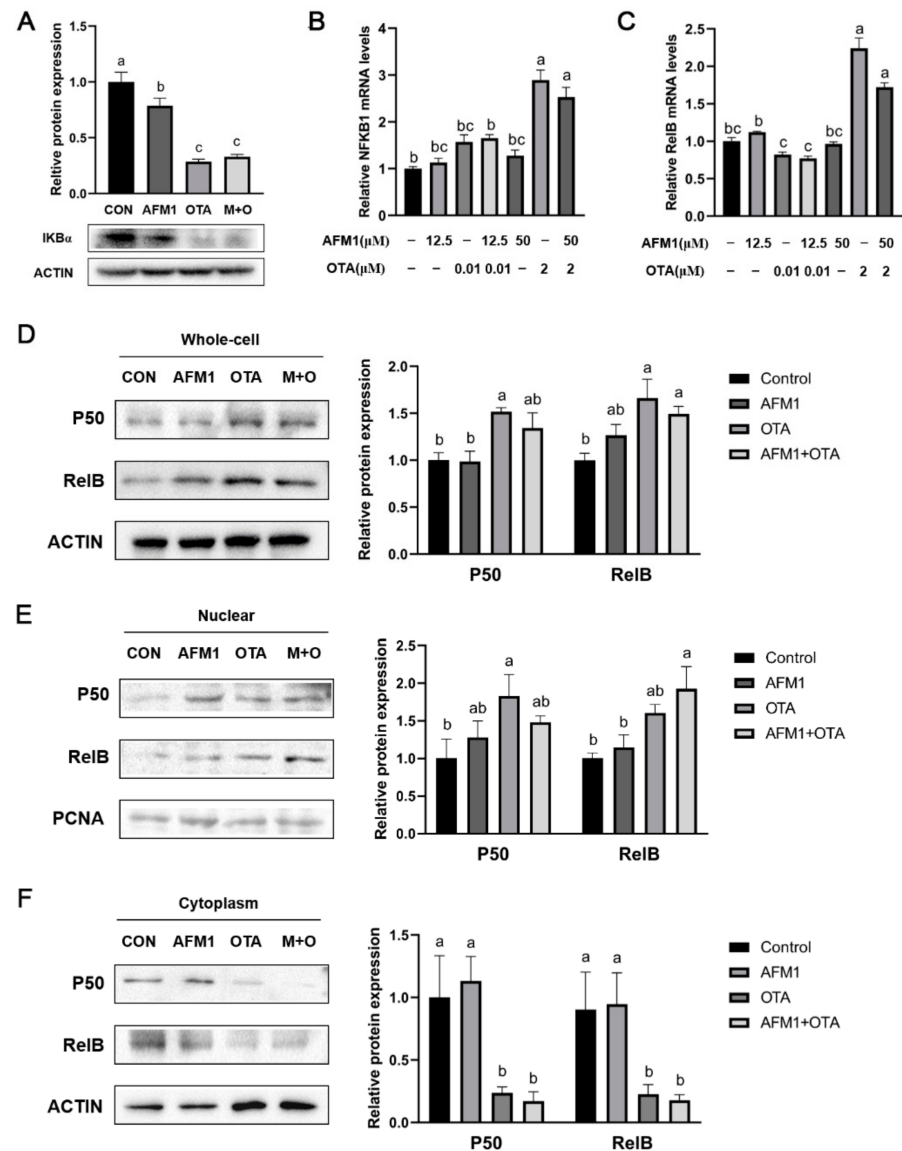 A
Reltive protein expression
1.5
1.0
0.5
0.0
a
b
c
c
CON AFM1 OTA M+O
IKBα
ACTIN
B
Relative NFKB1 mRNA levels
4
3
2
1
0
b
bc
bc
b
bc
a
a
AFM1(μM) – 12.5 – 12.5 50 – 50
OTA(μM) – – 0.01 0.01 – 2 2
C
Relative RelB mRNA levels
2.5
2.0
1.5
1.0
0.5
0.0
bc
b
c
c
bc
a
a
AFM1(μM) – 12.5 – 12.5 50 – 50
OTA(μM) – – 0.01 0.01 – 2 2
D
Whole-cell
CON AFM1 OTA M+O
P50
RelB
ACTIN
Relative protein expression
2.0
1.5
1.0
0.5
0.0
b
b
a
ab
b
ab
a
a
P50 RelB
Control
AFM1
OTA
AFM1+OTA
E
Nuclear
CON AFM1 OTA M+O
P50
RelB
PCNA
Relative protein expression
2.5
2.0
1.5
1.0
0.5
0.0
b
ab
a
ab
b
b
ab
a
P50 RelB
Control
AFM1
OTA
AFM1+OTA
F
Cytoplasm
CON AFM1 OTA M+O
P50
RelB
ACTIN
Relative protein expression
1.5
1.0
0.5
0.0
a
a
b
b
a
a
b
b
P50 RelB
Control
AFM1
OTA
AFM1+OTA